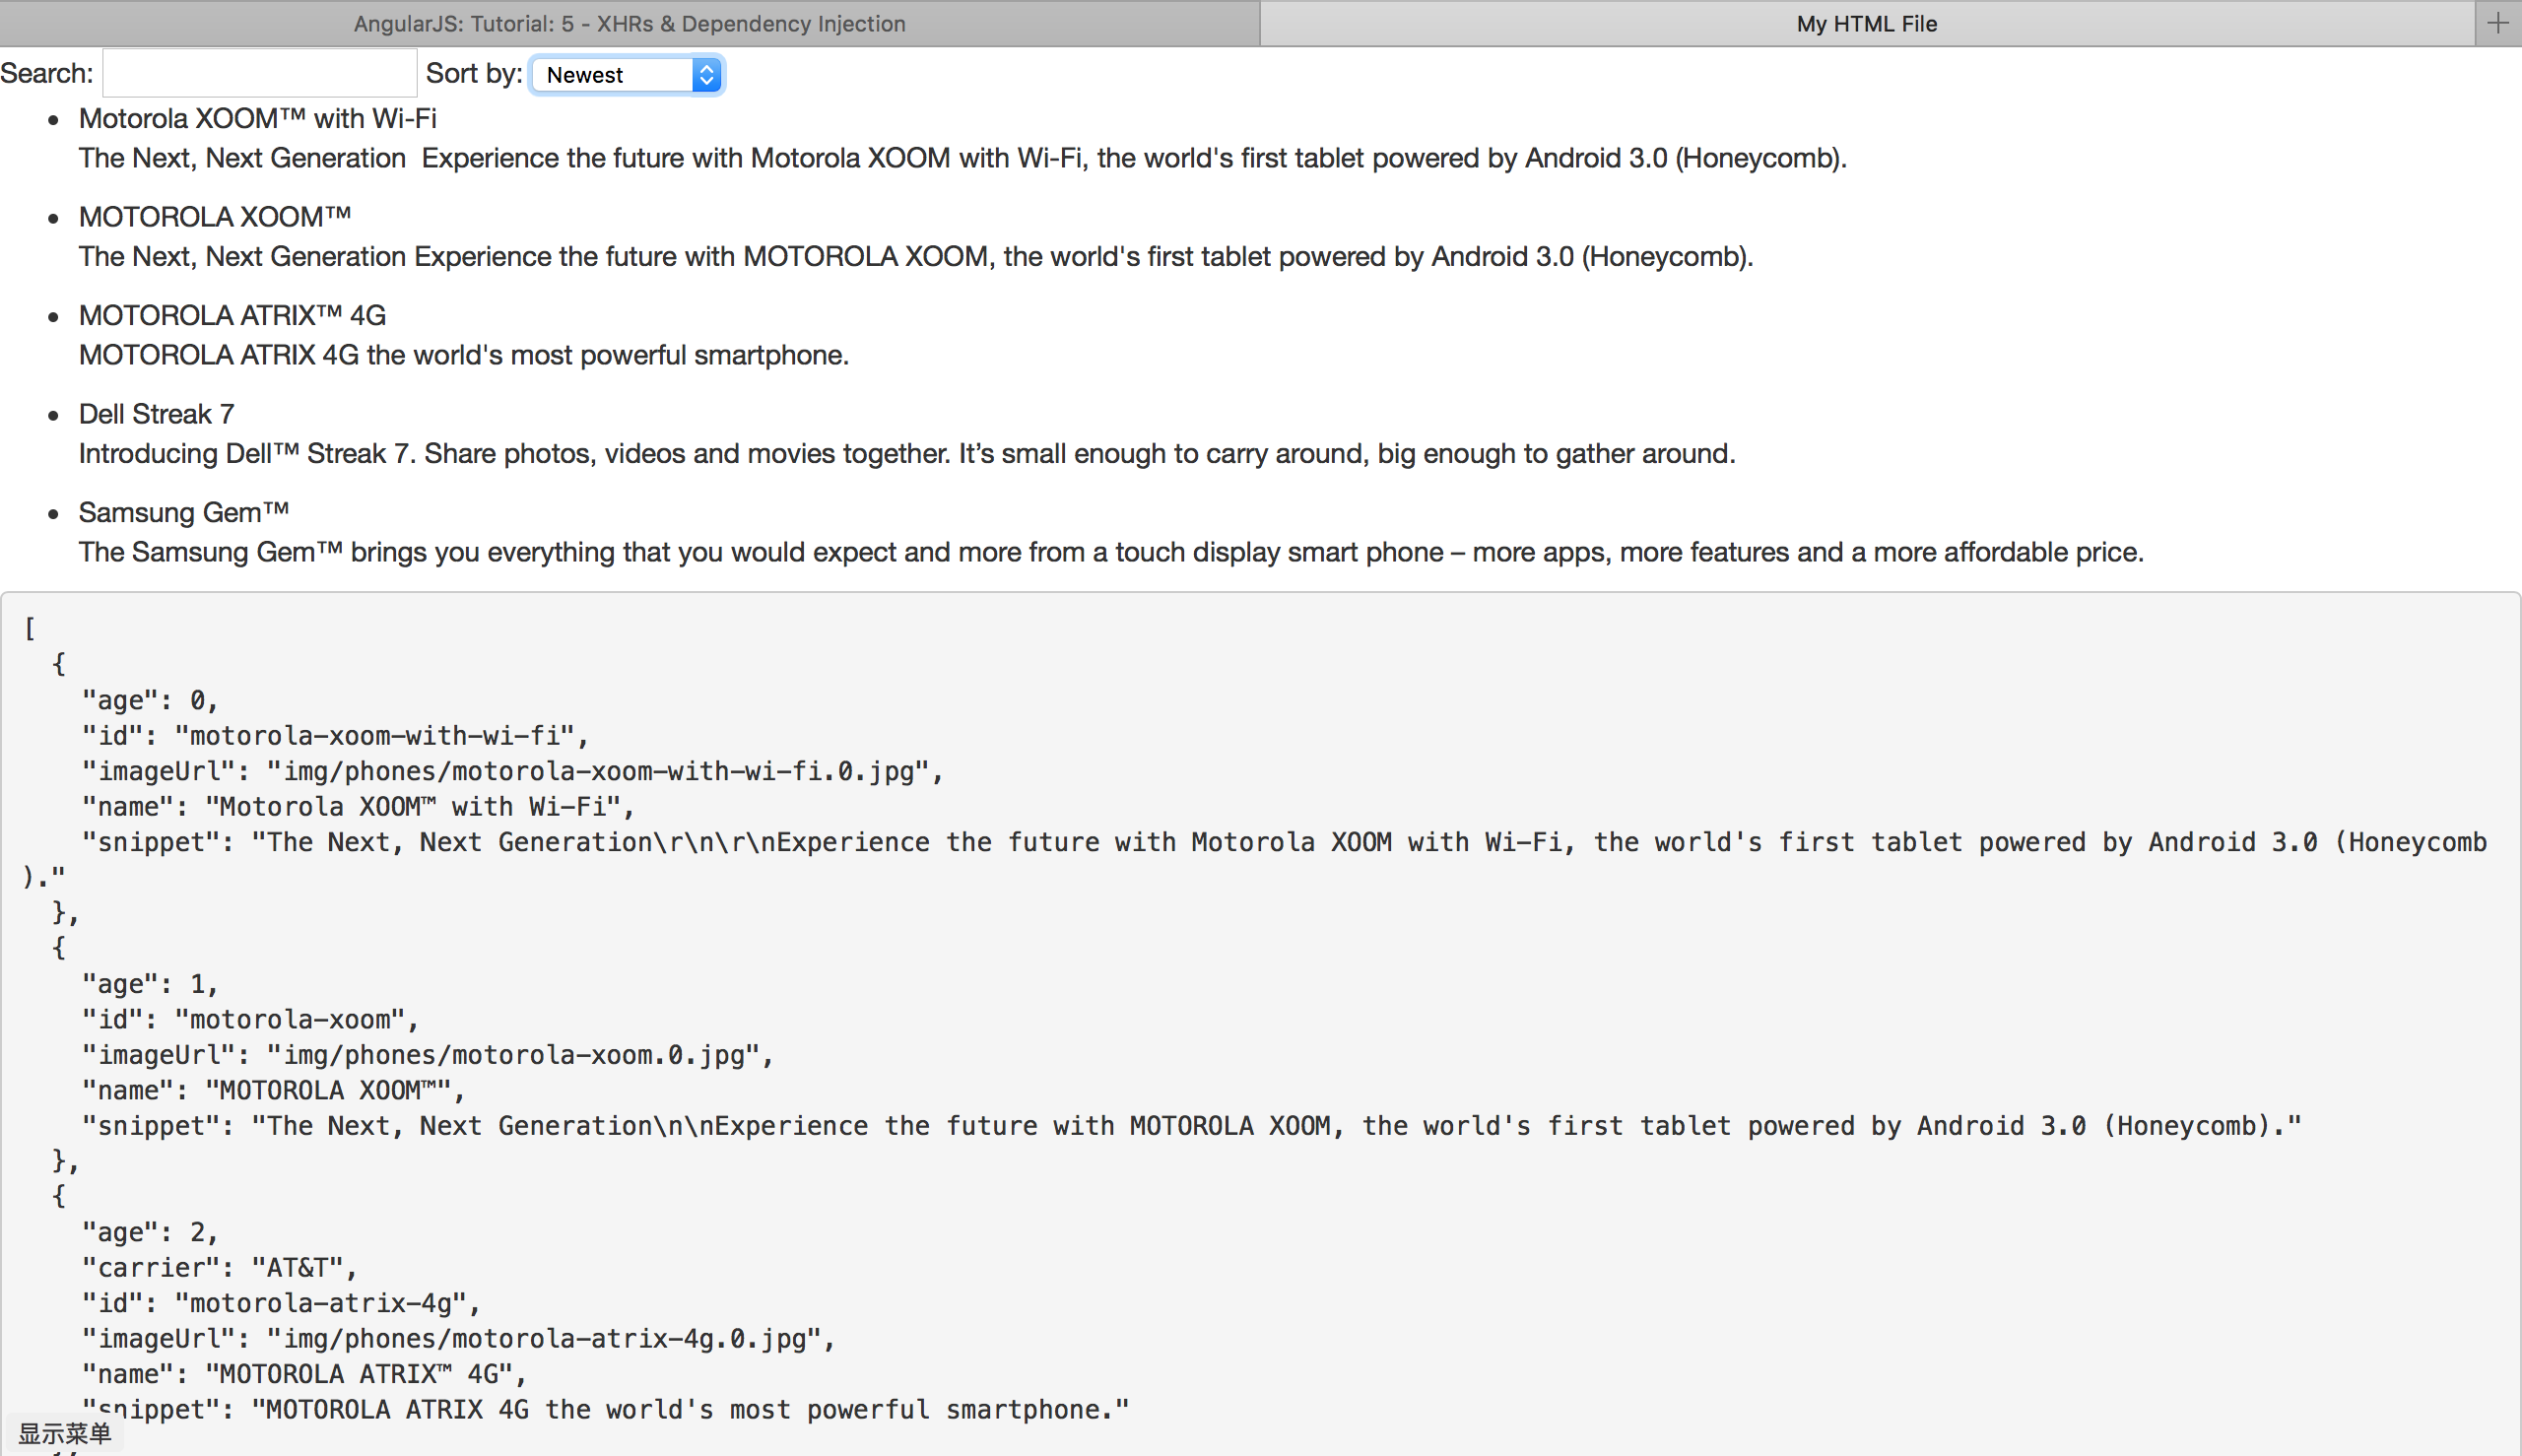 AngularJS: Tutorial: 5 - XHRs & Dependency Injection
My HTML File
Search:
Sort by: Newest
Motorola XOOM™ with Wi-Fi
The Next, Next Generation  Experience the future with Motorola XOOM with Wi-Fi, the world's first tablet powered by Android 3.0 (Honeycomb).
MOTOROLA XOOM™
The Next, Next Generation Experience the future with MOTOROLA XOOM, the world's first tablet powered by Android 3.0 (Honeycomb).
MOTOROLA ATRIX™ 4G
MOTOROLA ATRIX 4G the world's most powerful smartphone.
Dell Streak 7
Introducing Dell™ Streak 7. Share photos, videos and movies together. It’s small enough to carry around, big enough to gather around.
Samsung Gem™
The Samsung Gem™ brings you everything that you would expect and more from a touch display smart phone – more apps, more features and a more affordable price.
[
  {
    "age": 0,
    "id": "motorola-xoom-with-wi-fi",
    "imageUrl": "img/phones/motorola-xoom-with-wi-fi.0.jpg",
    "name": "Motorola XOOM™ with Wi-Fi",
    "snippet": "The Next, Next Generation\r\n\r\nExperience the future with Motorola XOOM with Wi-Fi, the world's first tablet powered by Android 3.0 (Honeycomb
)."
  },
  {
    "age": 1,
    "id": "motorola-xoom",
    "imageUrl": "img/phones/motorola-xoom.0.jpg",
    "name": "MOTOROLA XOOM™",
    "snippet": "The Next, Next Generation\n\nExperience the future with MOTOROLA XOOM, the world's first tablet powered by Android 3.0 (Honeycomb)."
  },
  {
    "age": 2,
    "carrier": "AT&T",
    "id": "motorola-atrix-4g",
    "imageUrl": "img/phones/motorola-atrix-4g.0.jpg",
    "name": "MOTOROLA ATRIX™ 4G",
    "snippet": "MOTOROLA ATRIX 4G the world's most powerful smartphone."
显示菜单